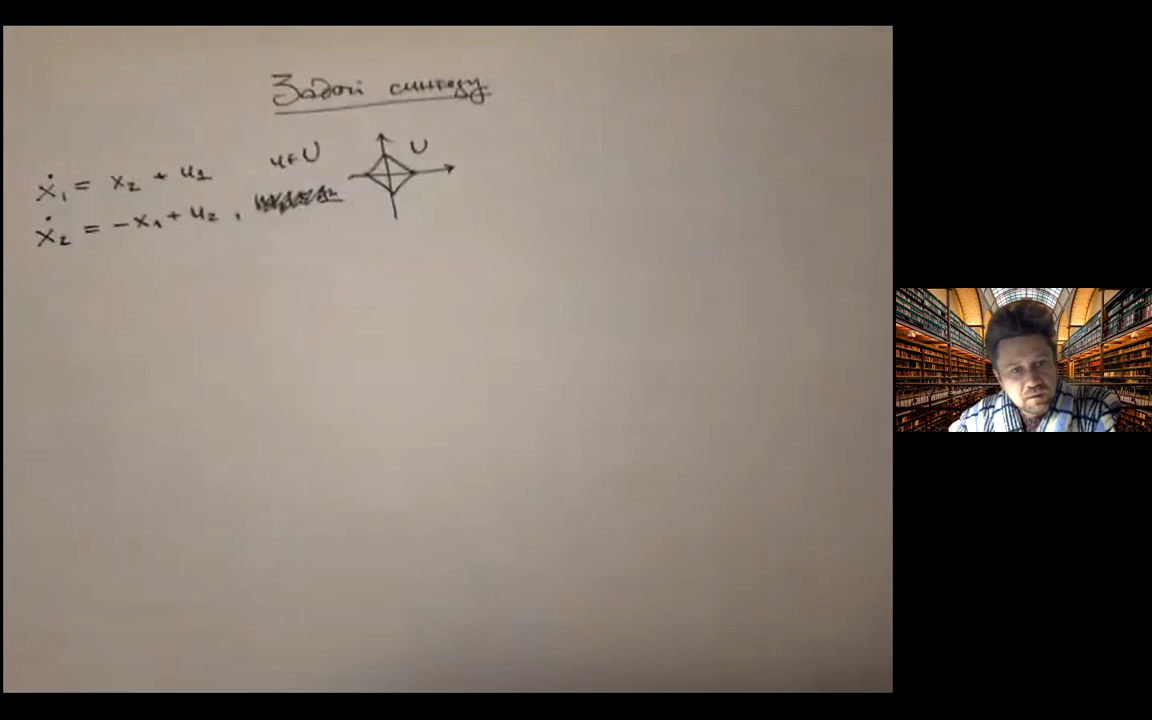 Задачі синтезу
ẋ₁ = x₂ + u₁
u ∈ U
U
ẋ₂ = -x₁ + u₂ ,